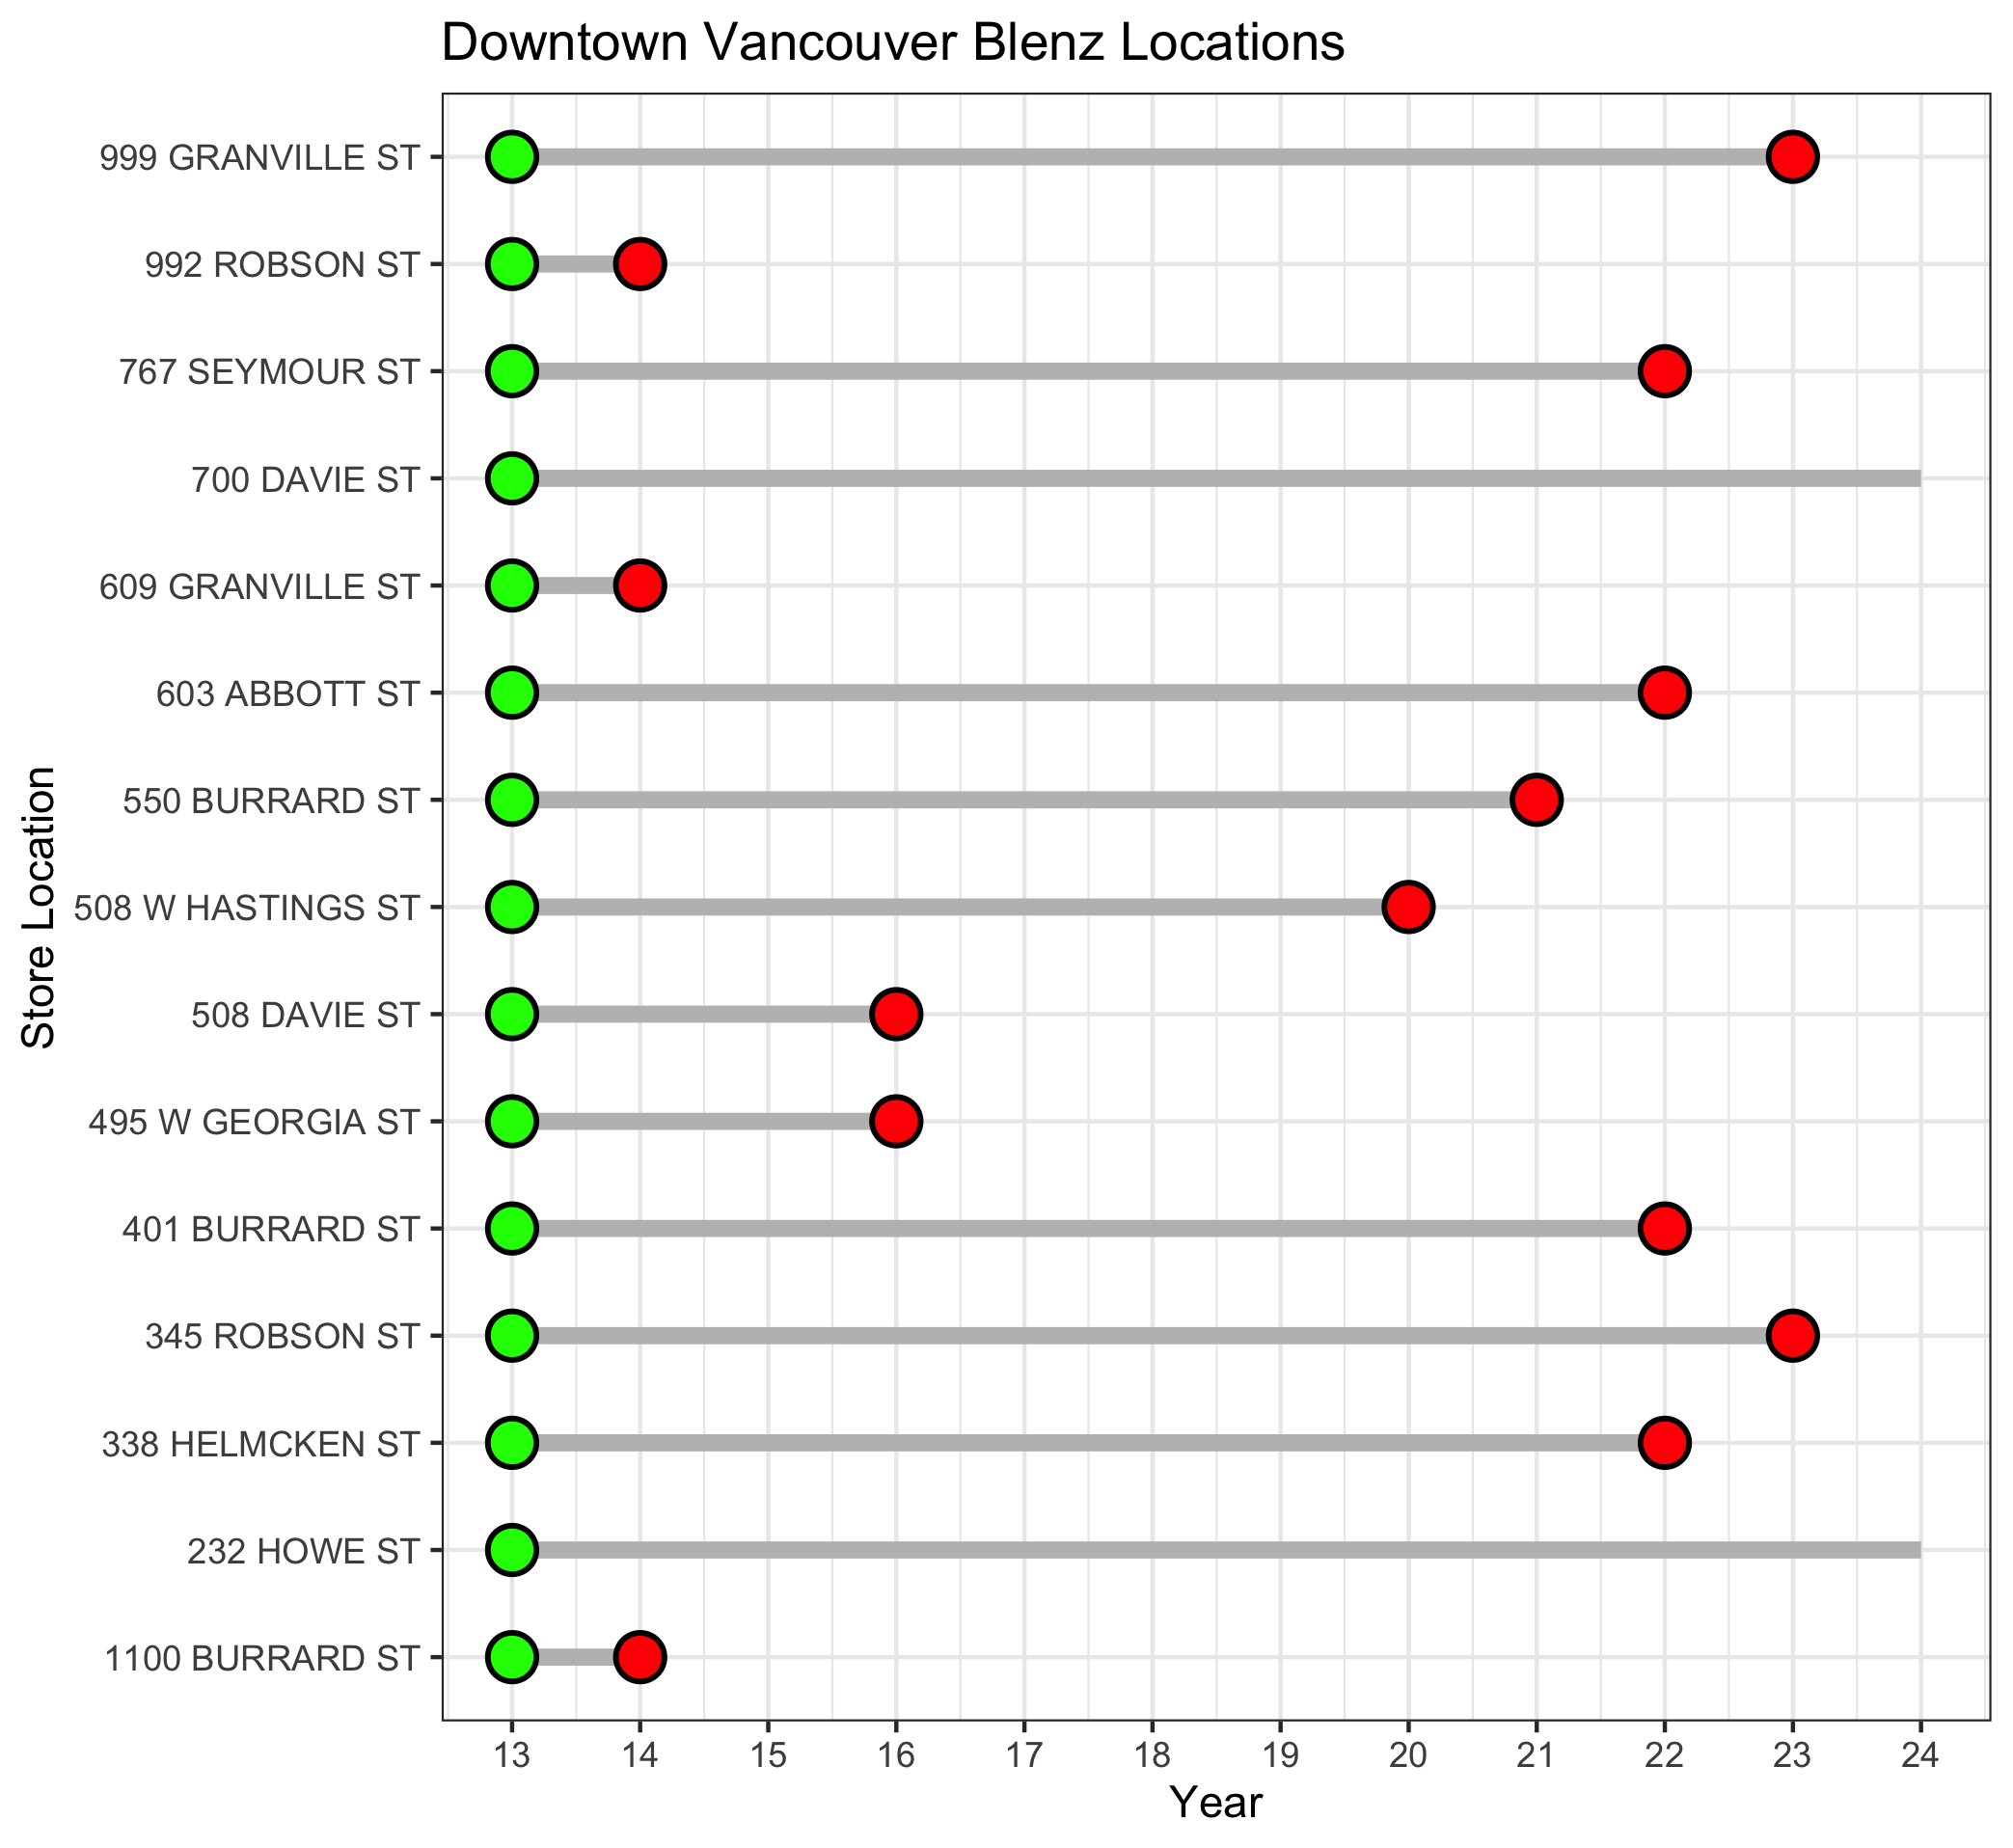 Downtown Vancouver Blenz Locations
Store Location
999 GRANVILLE ST
992 ROBSON ST
767 SEYMOUR ST
700 DAVIE ST
609 GRANVILLE ST
603 ABBOTT ST
550 BURRARD ST
508 W HASTINGS ST
508 DAVIE ST
495 W GEORGIA ST
401 BURRARD ST
345 ROBSON ST
338 HELMCKEN ST
232 HOWE ST
1100 BURRARD ST
13 14 15 16 17 18 19 20 21 22 23 24
Year